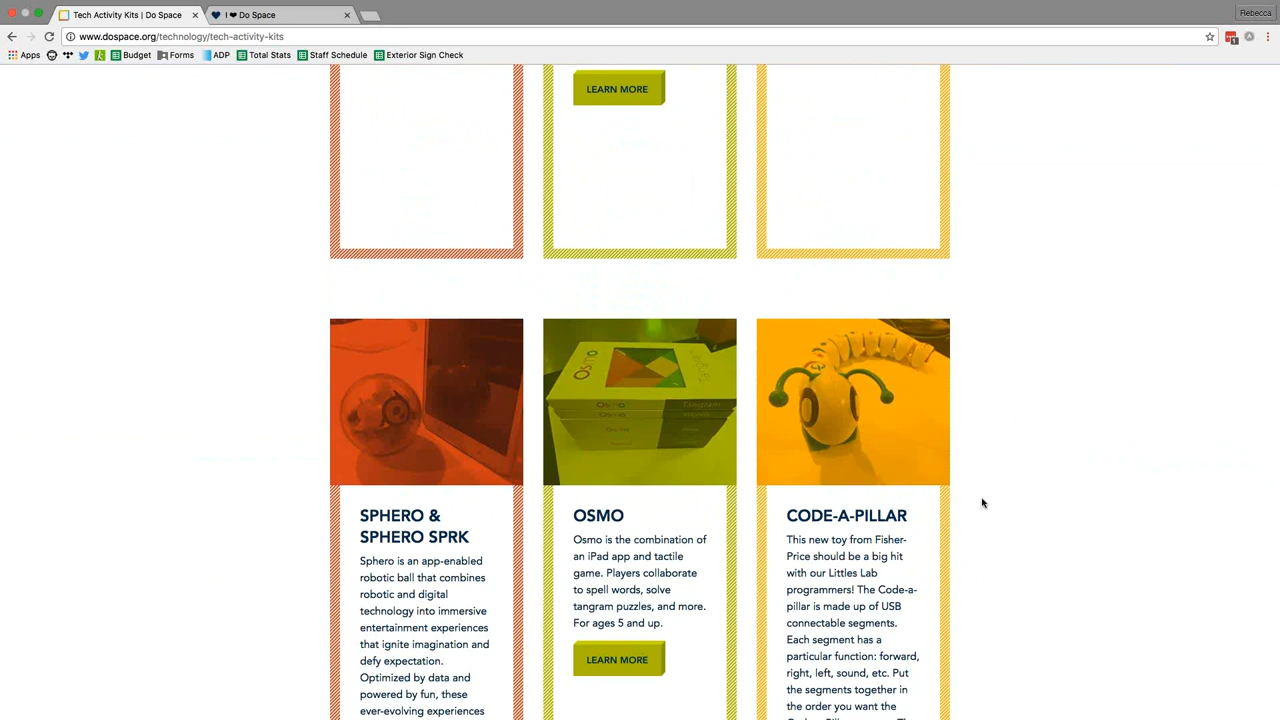 Tech Activity Kits | Do Space
I ❤ Do Space
Rebecca
www.dospace.org/technology/tech-activity-kits
Apps
Budget
Forms
ADP
Total Stats
Staff Schedule
Exterior Sign Check
LEARN MORE
Osmo
SPHERO &
SPHERO SPRK
Sphero is an app-enabled
robotic ball that combines
robotic and digital
technology into immersive
entertainment experiences
that ignite imagination and
defy expectation.
Optimized by data and
powered by fun, these
ever-evolving experiences
OSMO
Osmo is the combination of
an iPad app and tactile
game. Players collaborate
to spell words, solve
tangram puzzles, and more.
For ages 5 and up.
LEARN MORE
CODE-A-PILLAR
This new toy from Fisher-
Price should be a big hit
with our Littles Lab
programmers! The Code-a-
pillar is made up of USB
connectable segments.
Each segment has a
particular function: forward,
right, left, sound, etc. Put
the segments together in
the order you want the